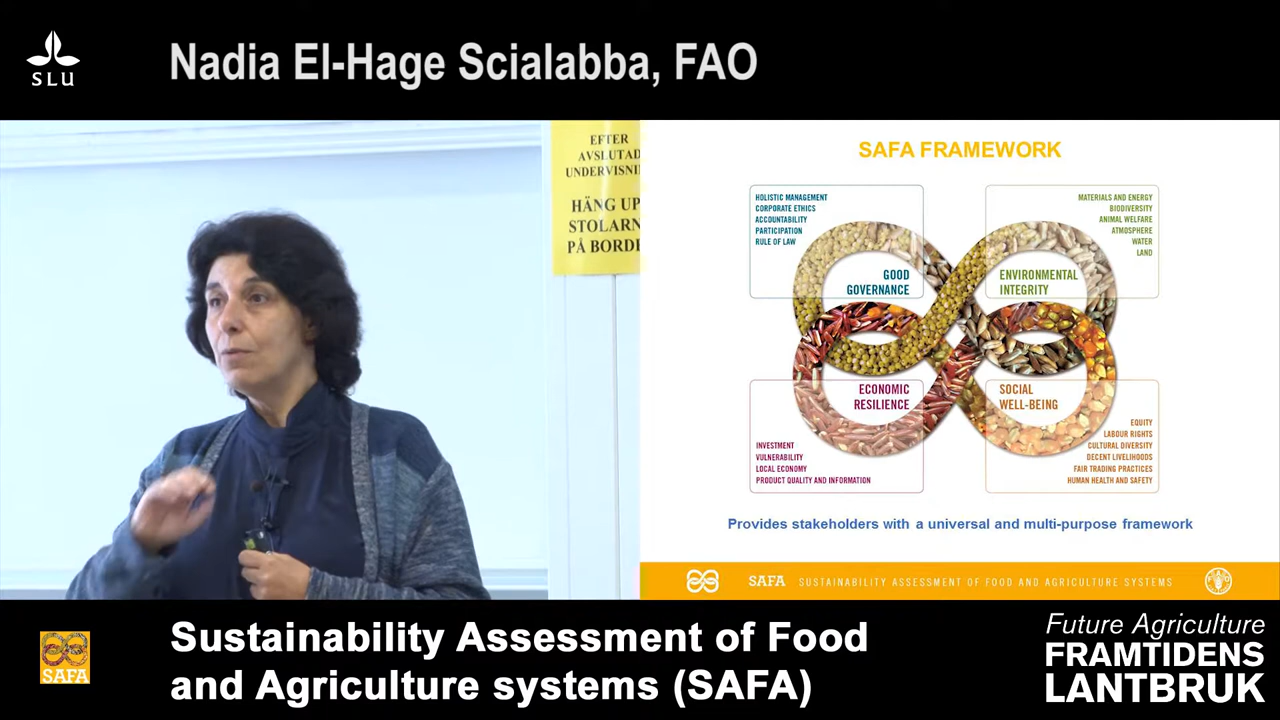 SLU
Nadia El-Hage Scialabba, FAO
EFTER
AVSLUTAD
UNDERVISNI
HÄNG UP
STOLARN
PÅ BORDE
SAFA FRAMEWORK
HOLISTIC MANAGEMENT
CORPORATE ETHICS
ACCOUNTABILITY
PARTICIPATION
RULE OF LAW
GOOD
GOVERNANCE
MATERIALS AND ENERGY
BIODIVERSITY
ANIMAL WELFARE
ATMOSPHERE
WATER
LAND
ENVIRONMENTAL
INTEGRITY
ECONOMIC
RESILIENCE
INVESTMENT
VULNERABILITY
LOCAL ECONOMY
PRODUCT QUALITY AND INFORMATION
SOCIAL
WELL-BEING
EQUITY
LABOUR RIGHTS
CULTURAL DIVERSITY
DECENT LIVELIHOODS
FAIR TRADING PRACTICES
HUMAN HEALTH AND SAFETY
Provides stakeholders with a universal and multi-purpose framework
SAFA SUSTAINABILITY ASSESSMENT OF FOOD AND AGRICULTURE SYSTEMS
SAFA
Sustainability Assessment of Food
and Agriculture systems (SAFA)
Future Agriculture
FRAMTIDENS
LANTBRUK